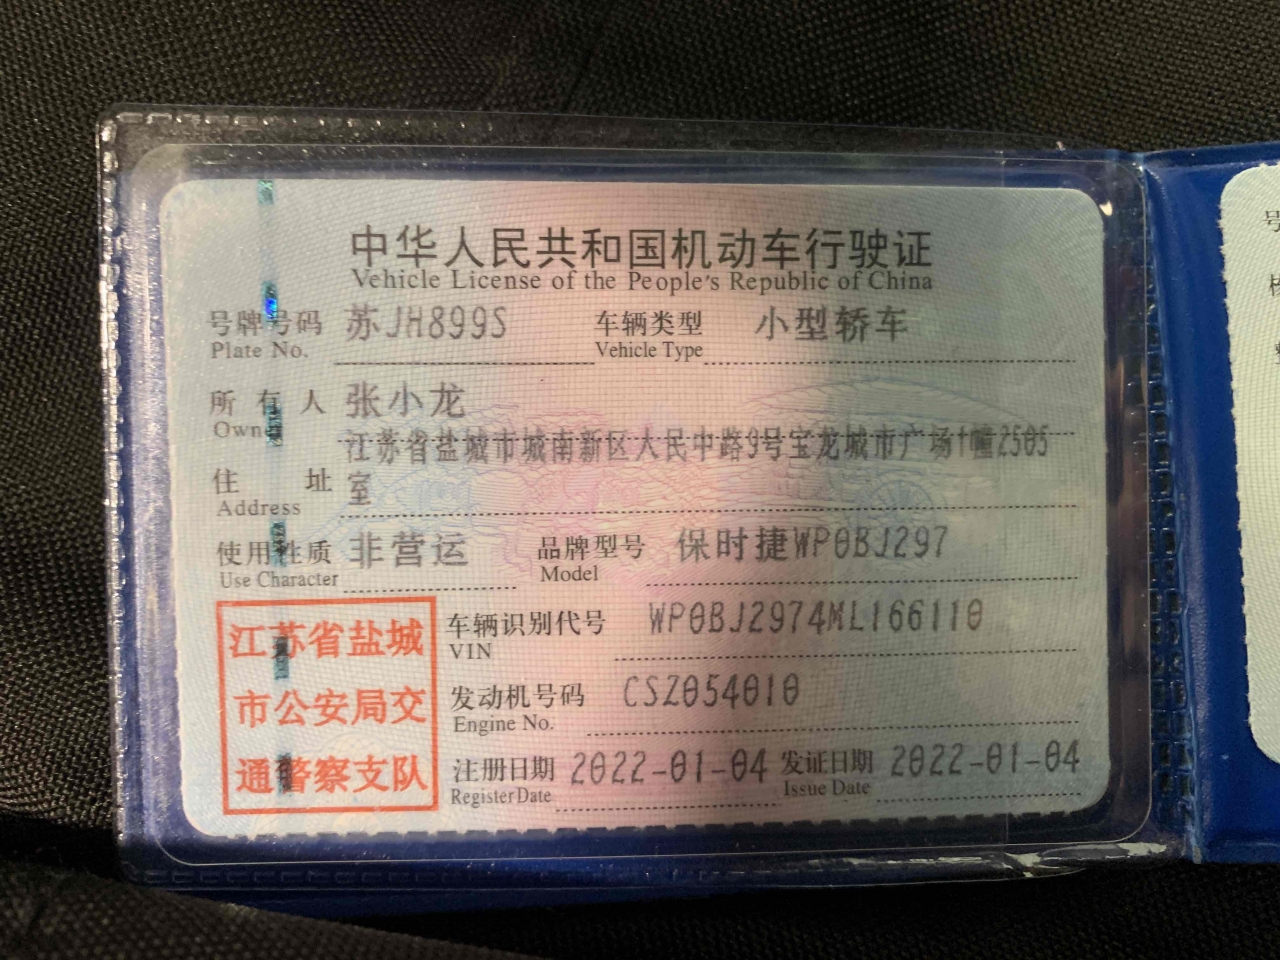 中华人民共和国机动车行驶证
Vehicle License of the People's Republic of China
号牌号码 苏JH899S 车辆类型 小型轿车
Plate No. Vehicle Type
所有人 张小龙
Owner
江苏省盐城市城南新区人民中路9号宝龙城市广场1幢2505
住址 室
Address
使用性质 非营运 品牌型号 保时捷WP0BJ297
Use Character Model
江苏省盐城
市公安局交
通警察支队
车辆识别代号 WP0BJ2974ML166110
VIN
发动机号码 CSZ054010
Engine No.
注册日期 2022-01-04 发证日期 2022-01-04
Register Date Issue Date
号